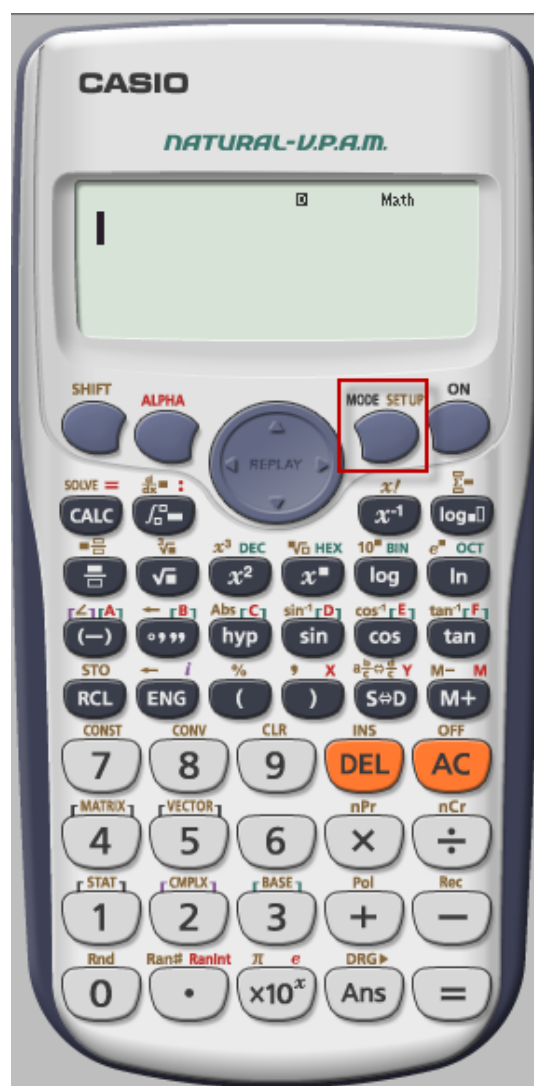 CASIO
NATURAL-V.P.A.M.
D Math
SHIFT ALPHA MODE SETUP ON
REPLAY
SOLVE = d/dx■ : x! Σ■
CALC ∫■ x⁻¹ log■□
■⊟ ³√■ x³ DEC ■√□ HEX 10■ BIN e■ OCT
√■ x² x■ log ln
∠ A ← B Abs C sin⁻¹ D cos⁻¹ E tan⁻¹ F
(−) °,,, hyp sin cos tan
STO ← i % , X a b/c⇔d/c Y M− M
RCL ENG ( ) S⇔D M+
CONST CONV CLR INS OFF
7 8 9 DEL AC
MATRIX VECTOR nPr nCr
4 5 6 × ÷
STAT CMPLX BASE Pol Rec
1 2 3 + −
Rnd Ran# RanInt π e DRG▶
0 • ×10ˣ Ans =